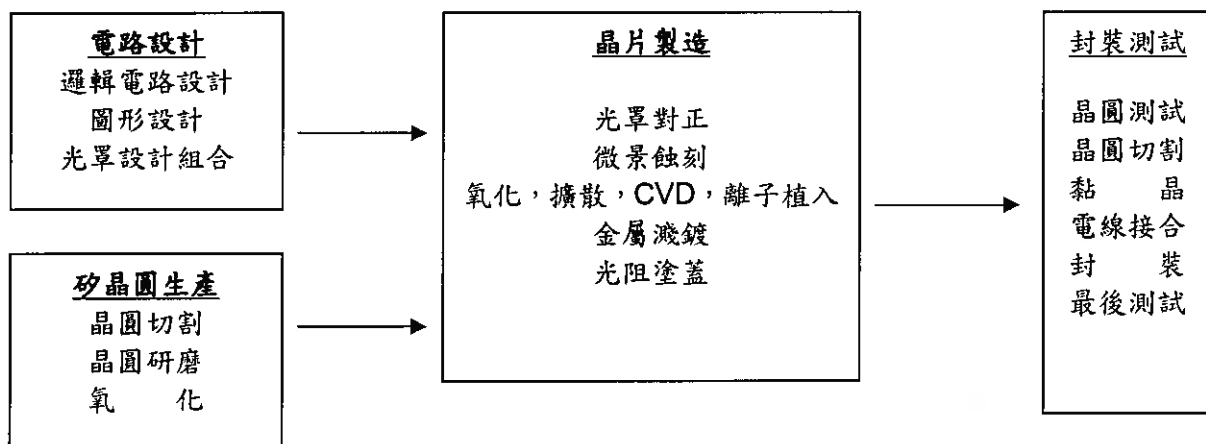 電路設計
邏輯電路設計
圖形設計
光罩設計組合
矽晶圓生產
晶圓切割
晶圓研磨
氧 化
晶片製造
光罩對正
微景蝕刻
氧化，擴散，CVD，離子植入
金屬濺鍍
光阻塗蓋
封裝測試
晶圓測試
晶圓切割
黏 晶
電線接合
封 裝
最後測試